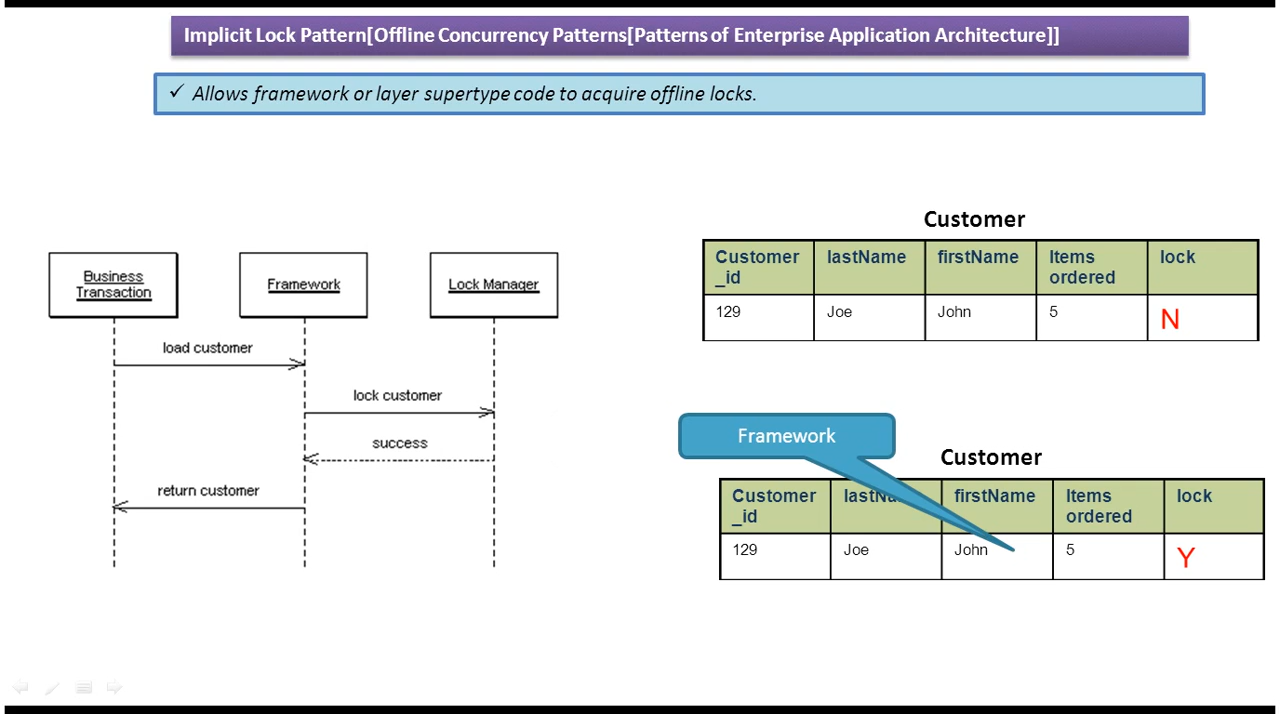 Implicit Lock Pattern[Offline Concurrency Patterns[Patterns of Enterprise Application Architecture]]
✓ Allows framework or layer supertype code to acquire offline locks.
Business
Transaction
Framework
Lock Manager
load customer
lock customer
success
return customer
Customer
Customer
_id
lastName
firstName
Items
ordered
lock
129
Joe
John
5
N
Framework
Customer
Customer
_id
firstName
Items
ordered
lock
129
Joe
John
5
Y